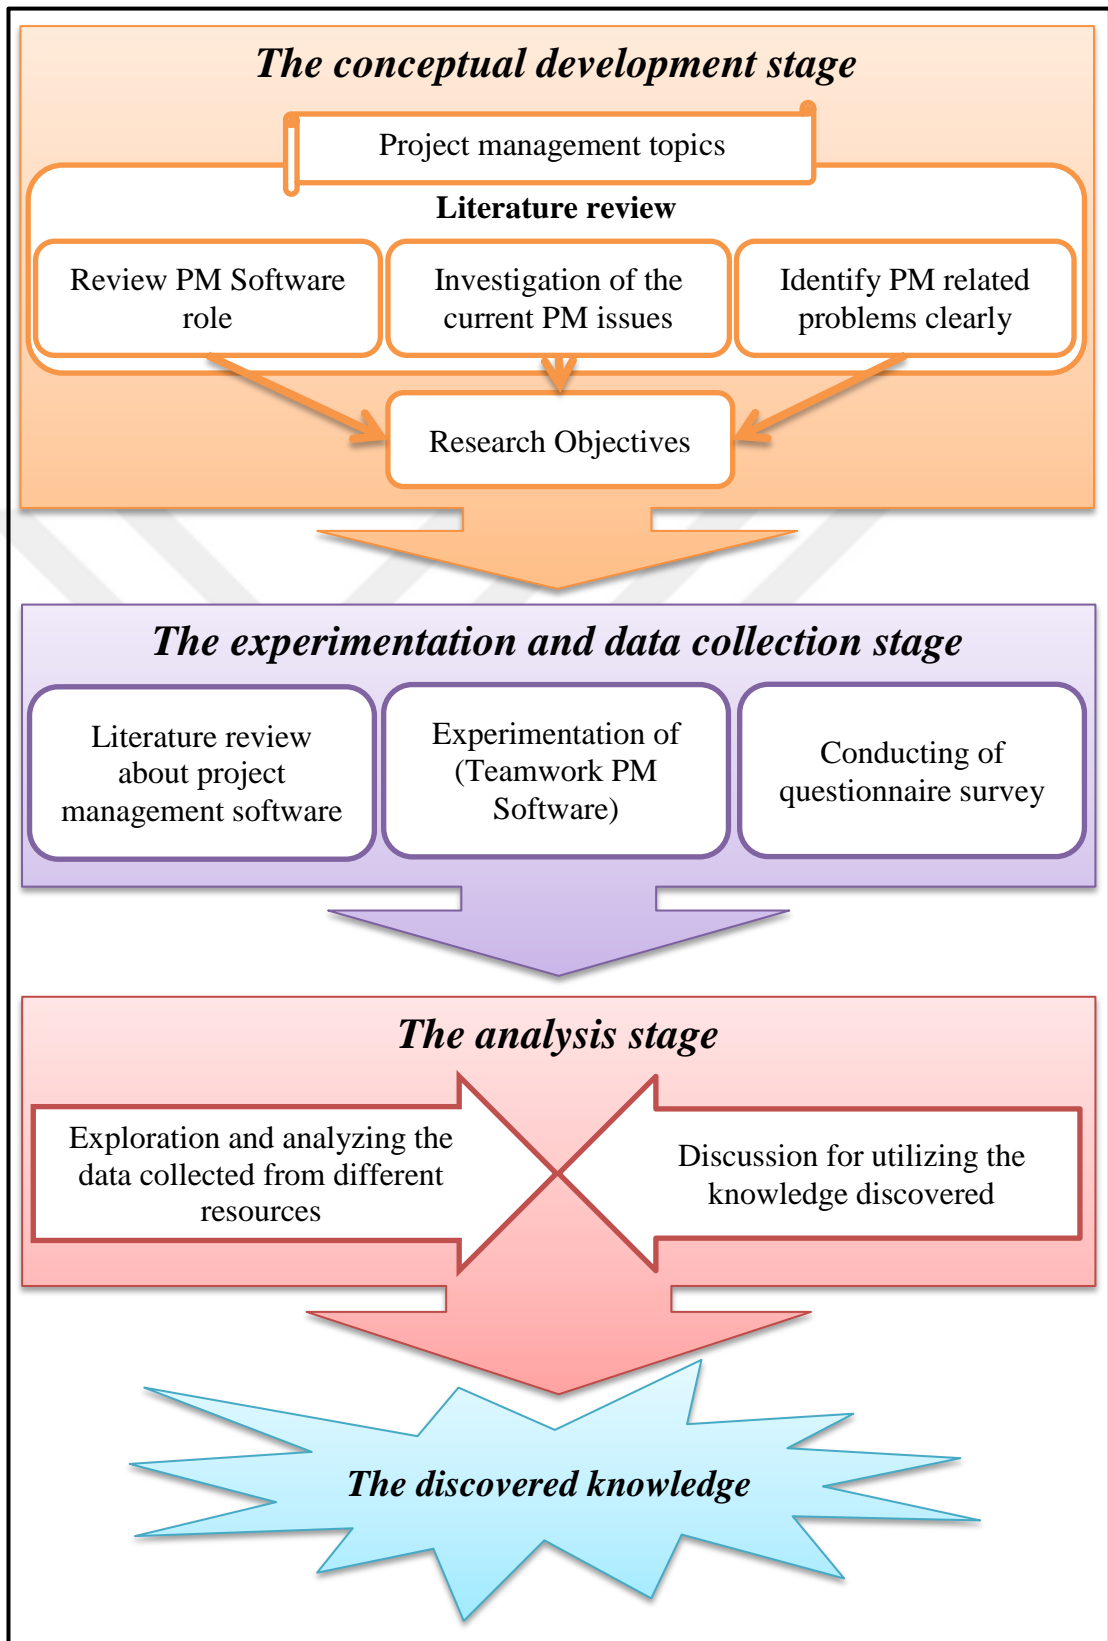 The conceptual development stage
Project management topics
Literature review
Review PM Software
role
Investigation of the
current PM issues
Identify PM related
problems clearly
Research Objectives
The experimentation and data collection stage
Literature review
about project
management software
Experimentation of
(Teamwork PM
Software)
Conducting of
questionnaire survey
The analysis stage
Exploration and analyzing the
data collected from different
resources
Discussion for utilizing the
knowledge discovered
The discovered knowledge